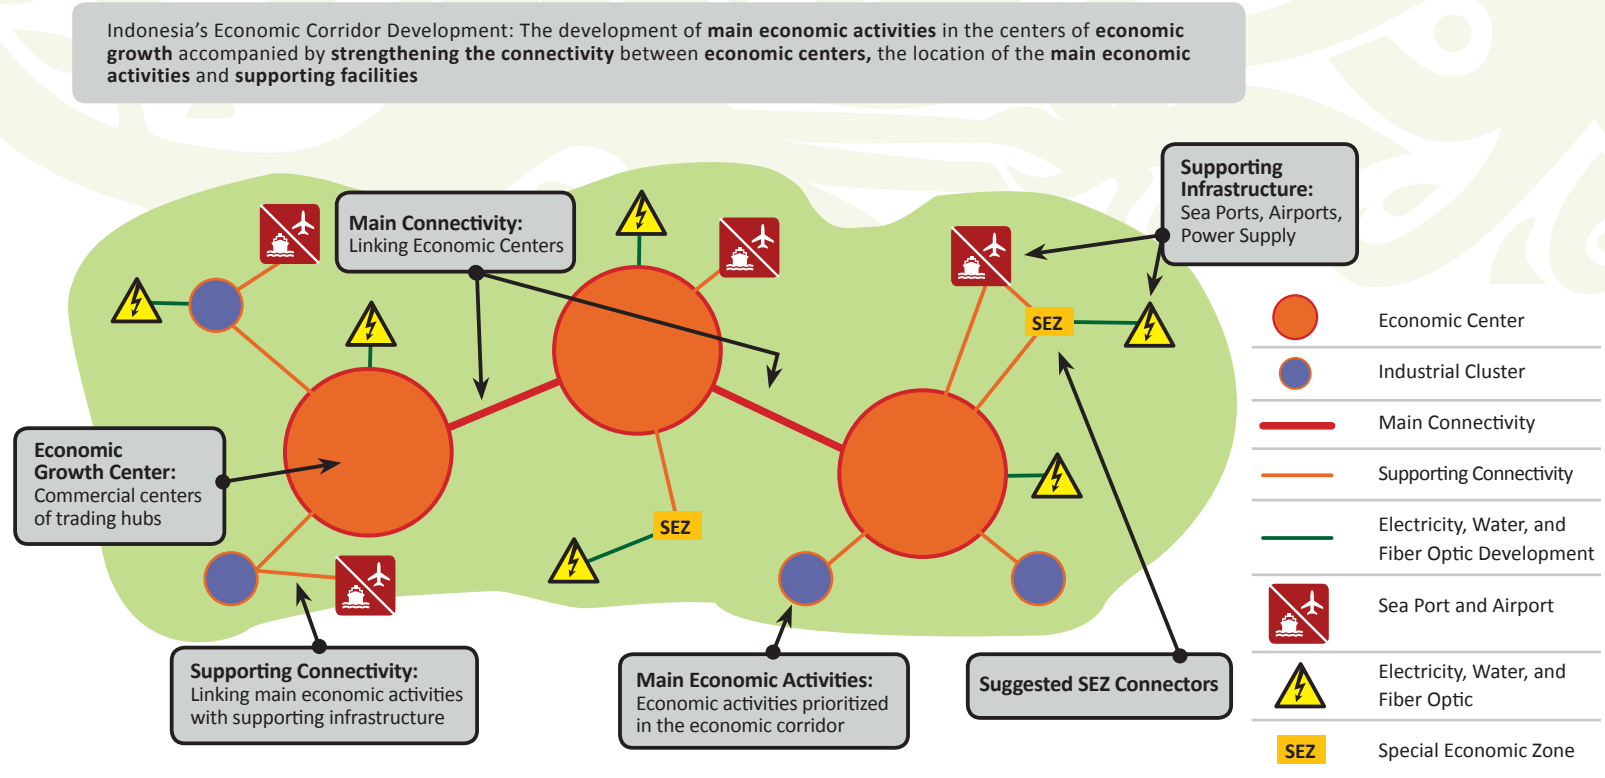 Indonesia's Economic Corridor Development: The development of main economic activities in the centers of economic
growth accompanied by strengthening the connectivity between economic centers, the location of the main economic
activities and supporting facilities
Supporting
Infrastructure:
Sea Ports, Airports,
Power Supply
Main Connectivity:
Linking Economic Centers
SEZ
Economic
Growth Center:
Commercial centers
of trading hubs
SEZ
Supporting Connectivity:
Linking main economic activities
with supporting infrastructure
Main Economic Activities:
Economic activities prioritized
in the economic corridor
Suggested SEZ Connectors
Economic Center
Industrial Cluster
Main Connectivity
Supporting Connectivity
Electricity, Water, and
Fiber Optic Development
Sea Port and Airport
Electricity, Water, and
Fiber Optic
SEZ
Special Economic Zone